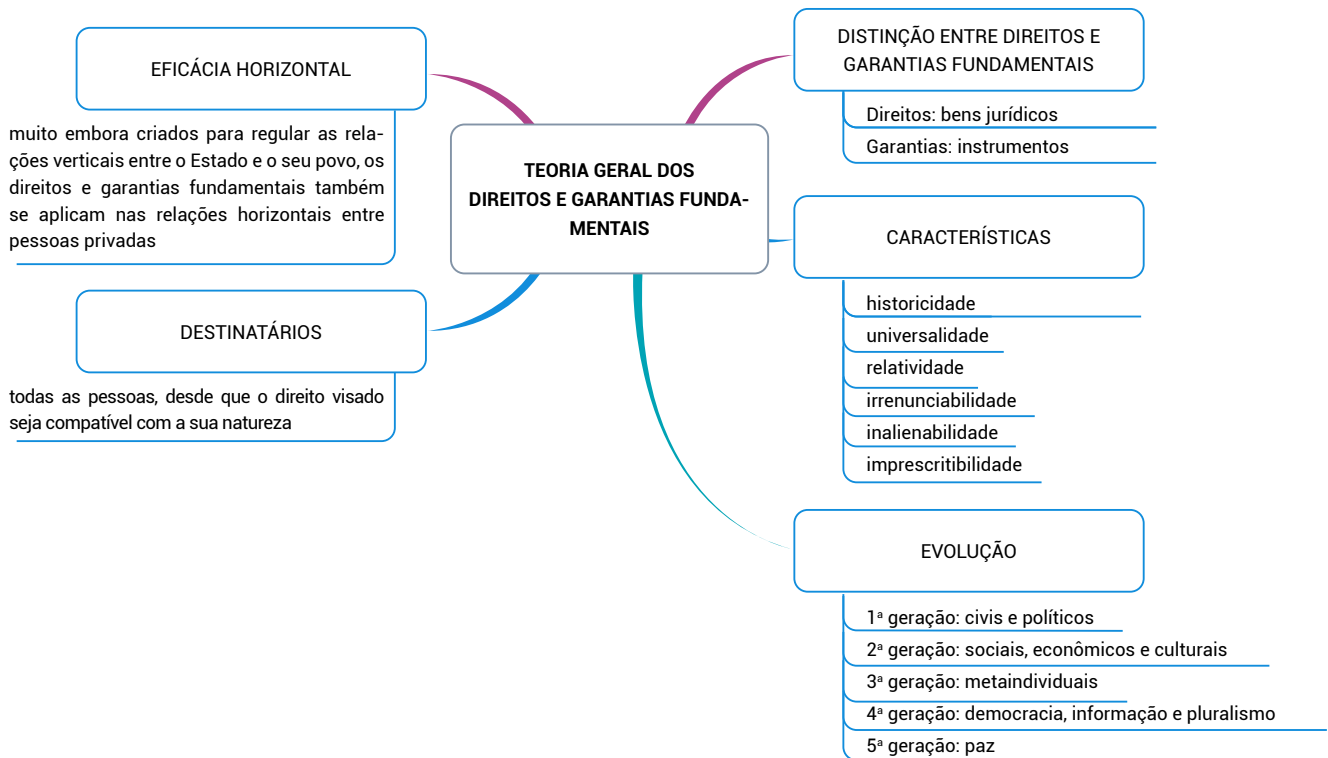 TEORIA GERAL DOS
DIREITOS E GARANTIAS FUNDA-
MENTAIS
EFICÁCIA HORIZONTAL
muito embora criados para regular as rela-
ções verticais entre o Estado e o seu povo, os
direitos e garantias fundamentais também
se aplicam nas relações horizontais entre
pessoas privadas
DESTINATÁRIOS
todas as pessoas, desde que o direito visado
seja compatível com a sua natureza
DISTINÇÃO ENTRE DIREITOS E
GARANTIAS FUNDAMENTAIS
Direitos: bens jurídicos
Garantias: instrumentos
CARACTERÍSTICAS
historicidade
universalidade
relatividade
irrenunciabilidade
inalienabilidade
imprescritibilidade
EVOLUÇÃO
1ª geração: civis e políticos
2ª geração: sociais, econômicos e culturais
3ª geração: metaindividuais
4ª geração: democracia, informação e pluralismo
5ª geração: paz